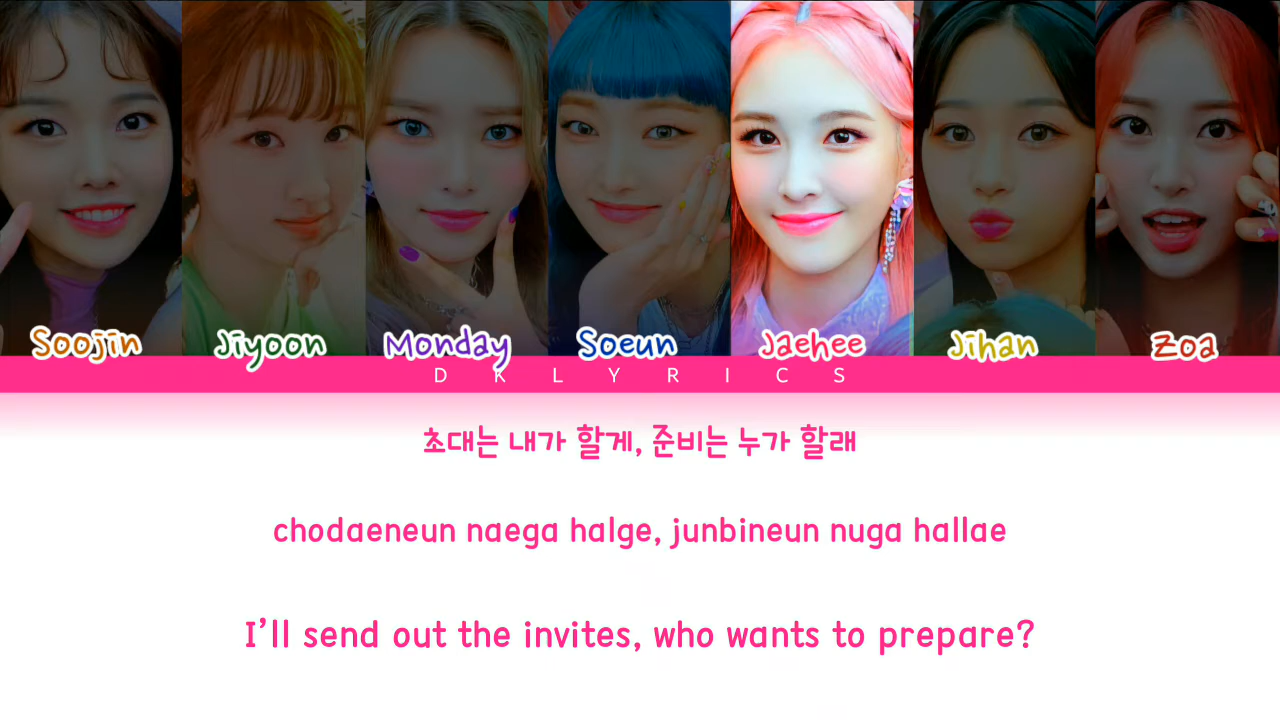 Soojin Jiyoon Monday Soeun Jaehee Jihan Zoa
DKLYRICS
초대는 내가 할게, 준비는 누가 할래
chodaeneun naega halge, junbineun nuga hallae
I'll send out the invites, who wants to prepare?